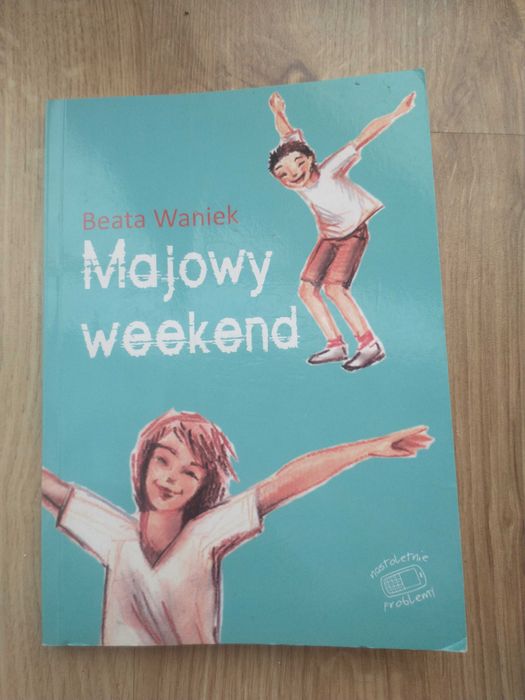 Beata Waniek
Majowy
weekend
nastoletnie
problemy